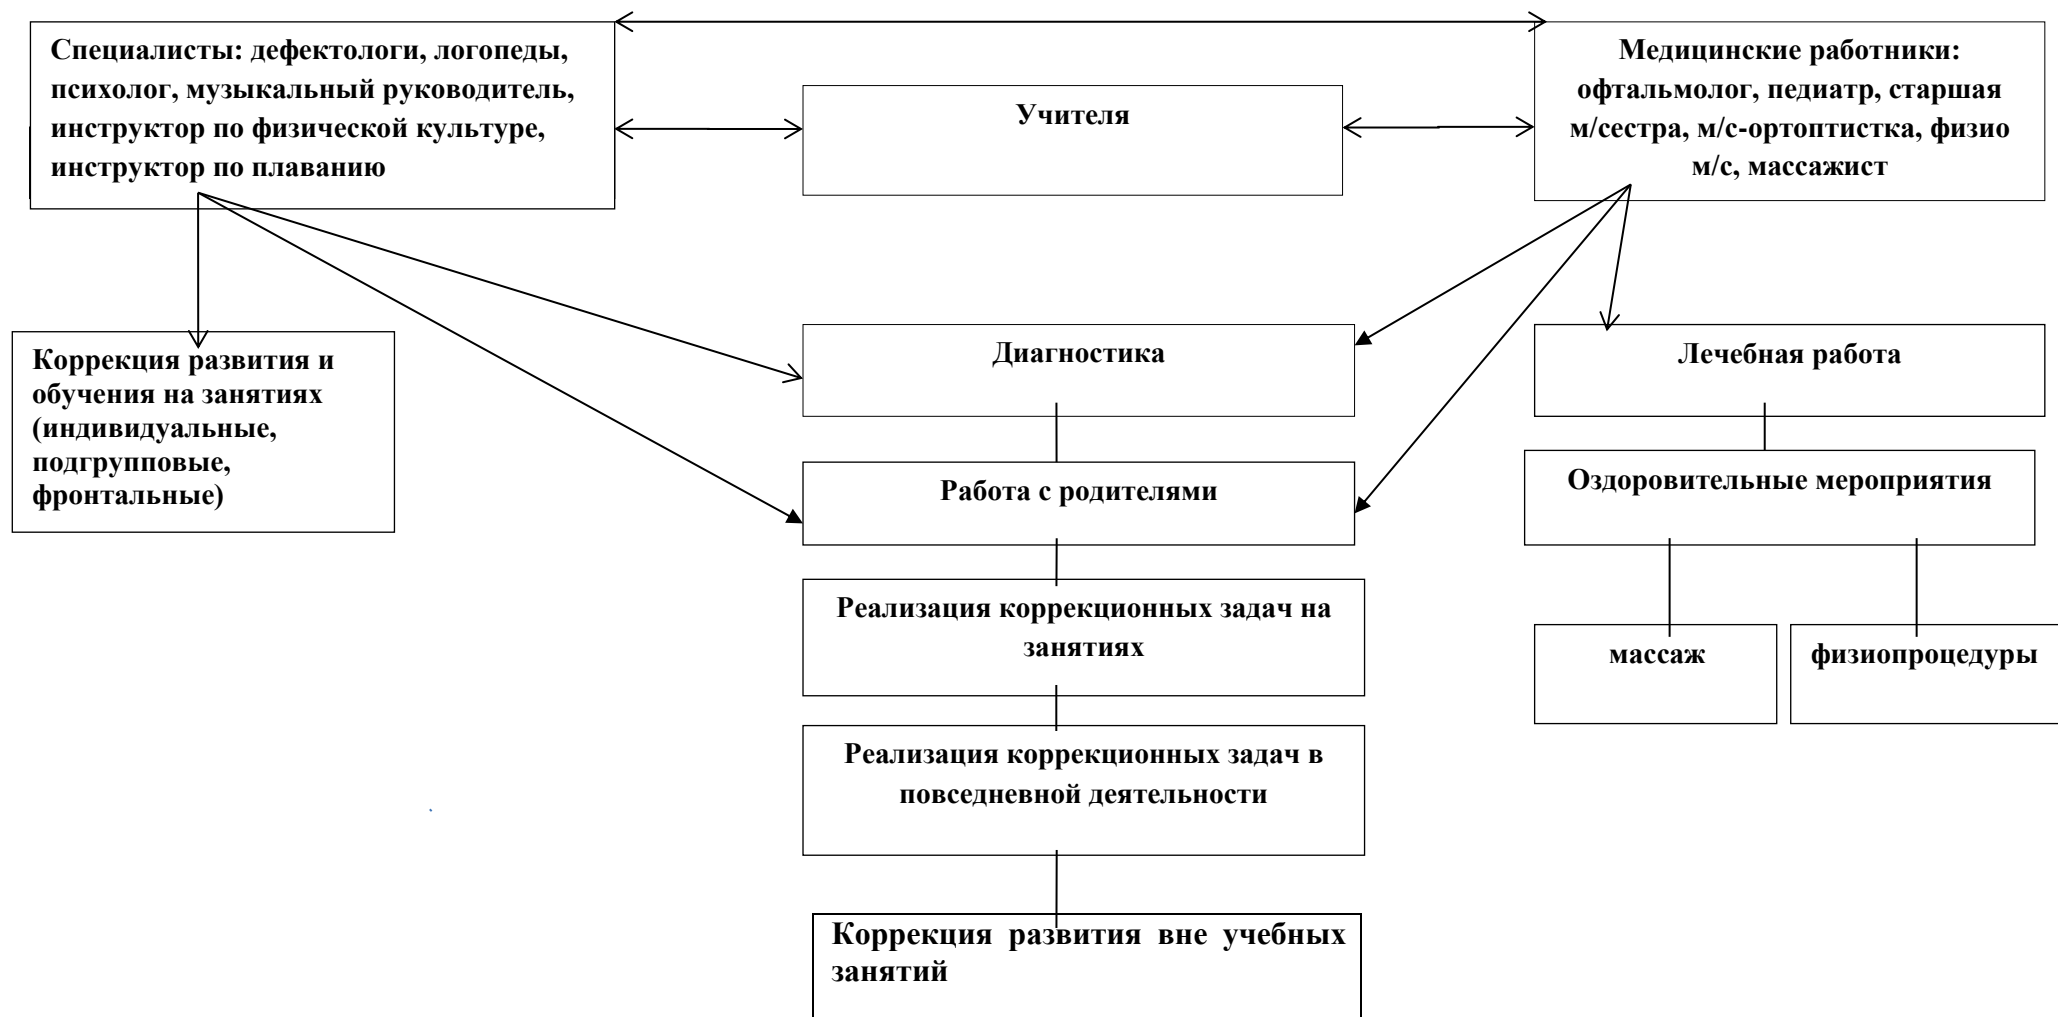 Специалисты: дефектологи, логопеды,
психолог, музыкальный руководитель,
инструктор по физической культуре,
инструктор по плаванию
Учителя
Медицинские работники:
офтальмолог, педиатр, старшая
м/сестра, м/с-ортоптистка, физио
м/с, массажист
Коррекция развития и
обучения на занятиях
(индивидуальные,
подгрупповые,
фронтальные)
Диагностика
Лечебная работа
Работа с родителями
Оздоровительные мероприятия
Реализация коррекционных задач на
занятиях
массаж
физиопроцедуры
Реализация коррекционных задач в
повседневной деятельности
Коррекция развития вне учебных
занятий